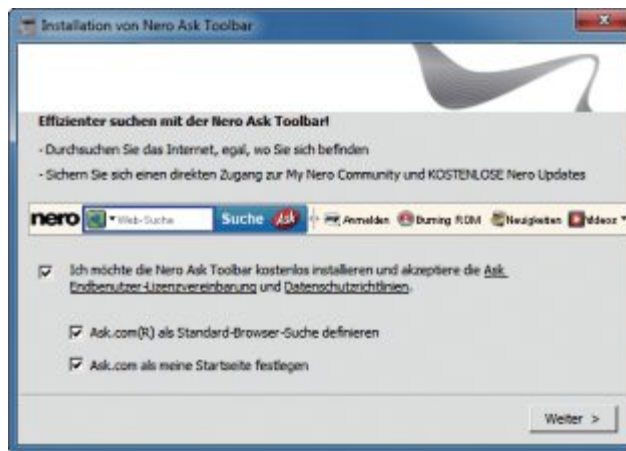 Installation von Nero Ask Toolbar
Effizienter suchen mit der Nero Ask Toolbar!
- Durchsuchen Sie das Internet, egal, wo Sie sich befinden
- Sichern Sie sich einen direkten Zugang zur My Nero Community und KOSTENLOSE Nero Updates
nero Web-Suche Suche Ask Anmelden Burning ROM Neuigkeiten Videos
Ich möchte die Nero Ask Toolbar kostenlos installieren und akzeptiere die Ask
Endbenutzer-Lizenzvereinbarung und Datenschutzrichtlinien.
Ask.com(R) als Standard-Browser-Suche definieren
Ask.com als meine Startseite festlegen
Weiter >